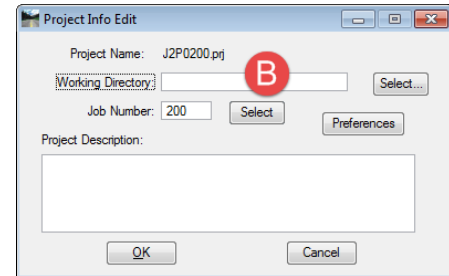 Project Info Edit
Project Name: J2P0200.prj
Working Directory: B Select...
Job Number: 200 Select
Preferences
Project Description:
OK Cancel